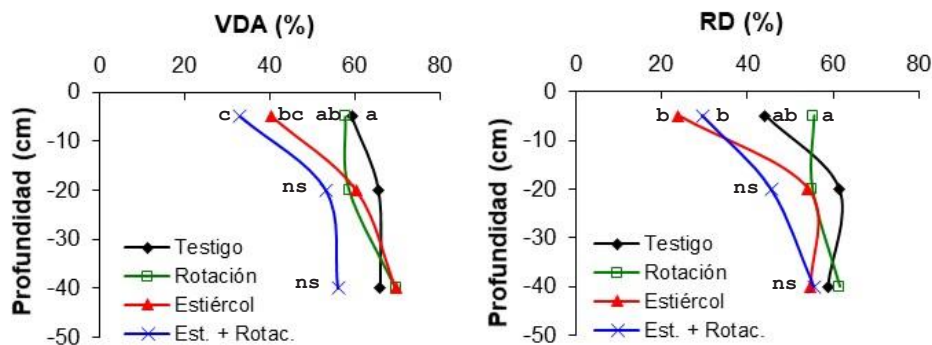 VDA (%)
0 20 40 60 80
0
-10
-20
-30
-40
-50
Profundidad (cm)
c bc ab a
ns
ns
Testigo
Rotación
Estiércol
Est. + Rotac.
RD (%)
0 20 40 60 80
0
-10
-20
-30
-40
-50
Profundidad (cm)
b b ab a
ns
ns
Testigo
Rotación
Estiércol
Est. + Rotac.